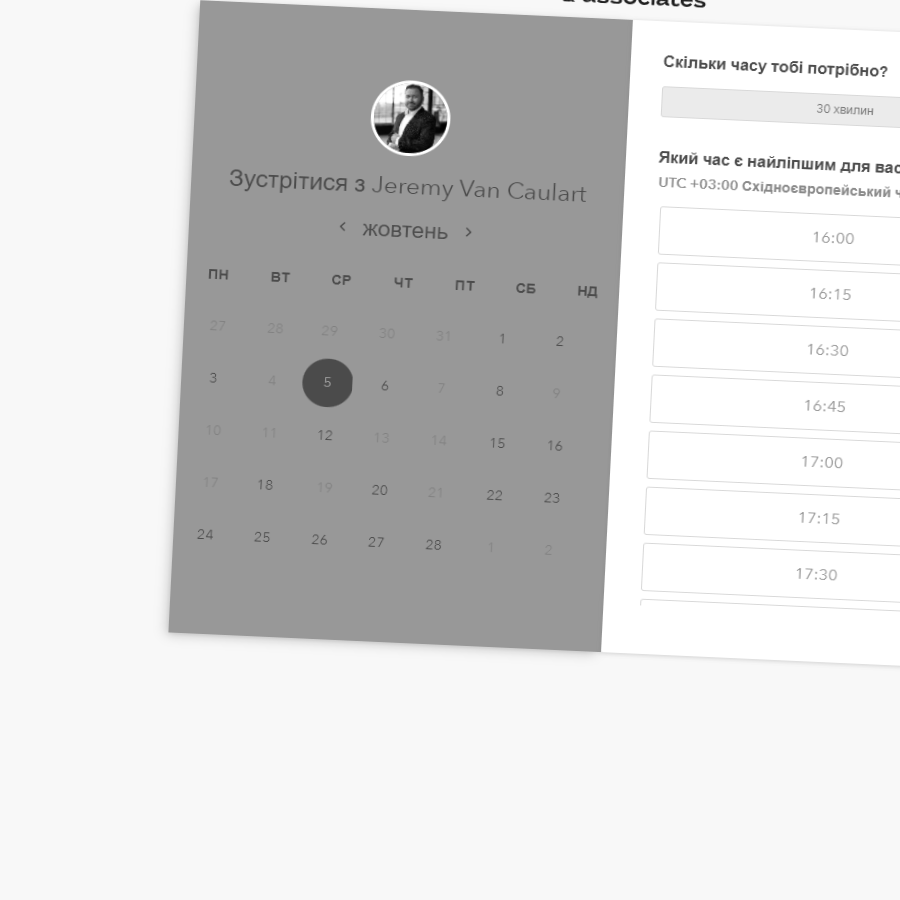 & associates
Зустрітися з Jeremy Van Caulart
‹ жовтень ›
ПН ВТ СР ЧТ ПТ СБ НД
27 28 29 30 31 1 2
3 4 5 6 7 8 9
10 11 12 13 14 15 16
17 18 19 20 21 22 23
24 25 26 27 28 1 2
Скільки часу тобі потрібно?
30 хвилин
Який час є найліпшим для вас
UTC +03:00 Східноєвропейський
16:00
16:15
16:30
16:45
17:00
17:15
17:30